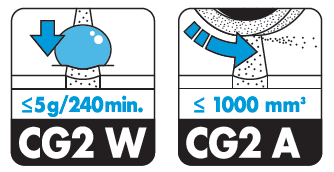 ≤5g/240min.
CG2 W
≤ 1000 mm³
CG2 A